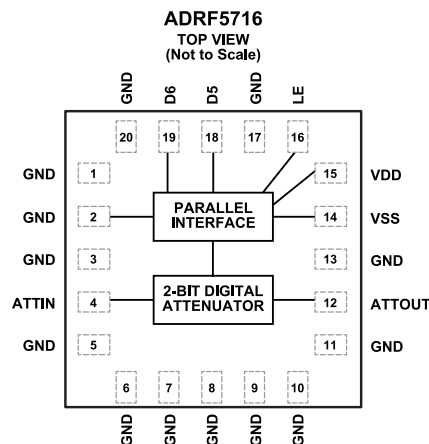 ADRF5716
TOP VIEW
(Not to Scale)
GND D6 D5 GND LE
20 19 18 17 16
GND 1 15 VDD
GND 2 PARALLEL INTERFACE 14 VSS
GND 3 13 GND
ATTIN 4 2-BIT DIGITAL ATTENUATOR 12 ATTOUT
GND 5 11 GND
6 7 8 9 10
GND GND GND GND GND